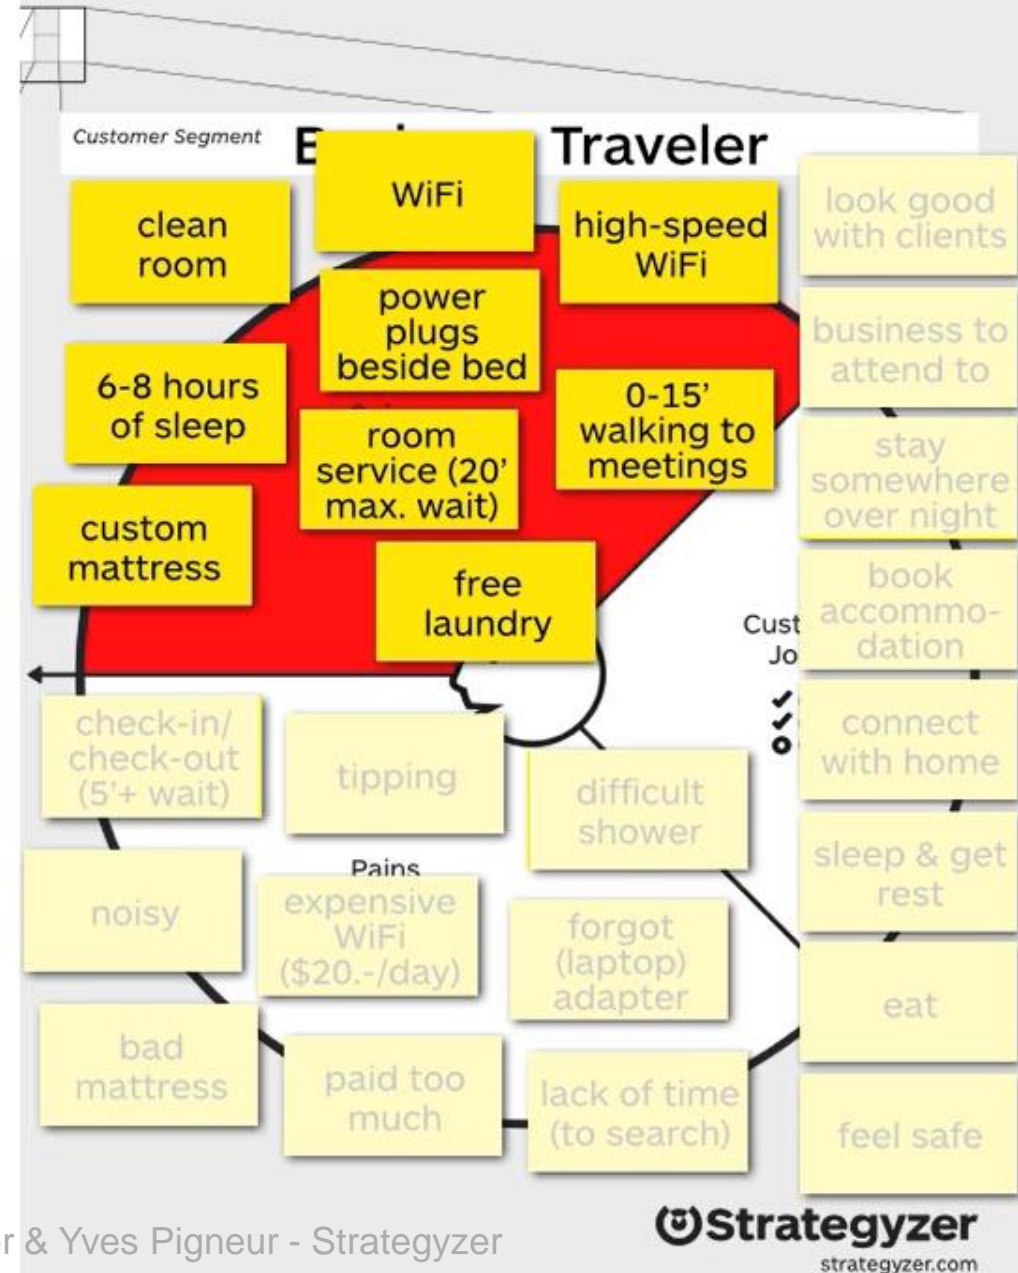 Customer Segment
Traveler
WiFi
clean
room
high-speed
WiFi
power
plugs
beside bed
6-8 hours
of sleep
0-15’
walking to
meetings
room
service (20’
max. wait)
custom
mattress
free
laundry
look good
with clients
business to
attend to
stay
somewhere
over night
book
accommo-
dation
Cust
Jo
connect
with home
sleep & get
rest
eat
feel safe
check-in/
check-out
(5’+ wait)
tipping
difficult
shower
Pains
noisy
expensive
WiFi
($20.-/day)
forgot
(laptop)
adapter
bad
mattress
paid too
much
lack of time
(to search)
Strategyzer
strategyzer.com
r & Yves Pigneur - Strategyzer